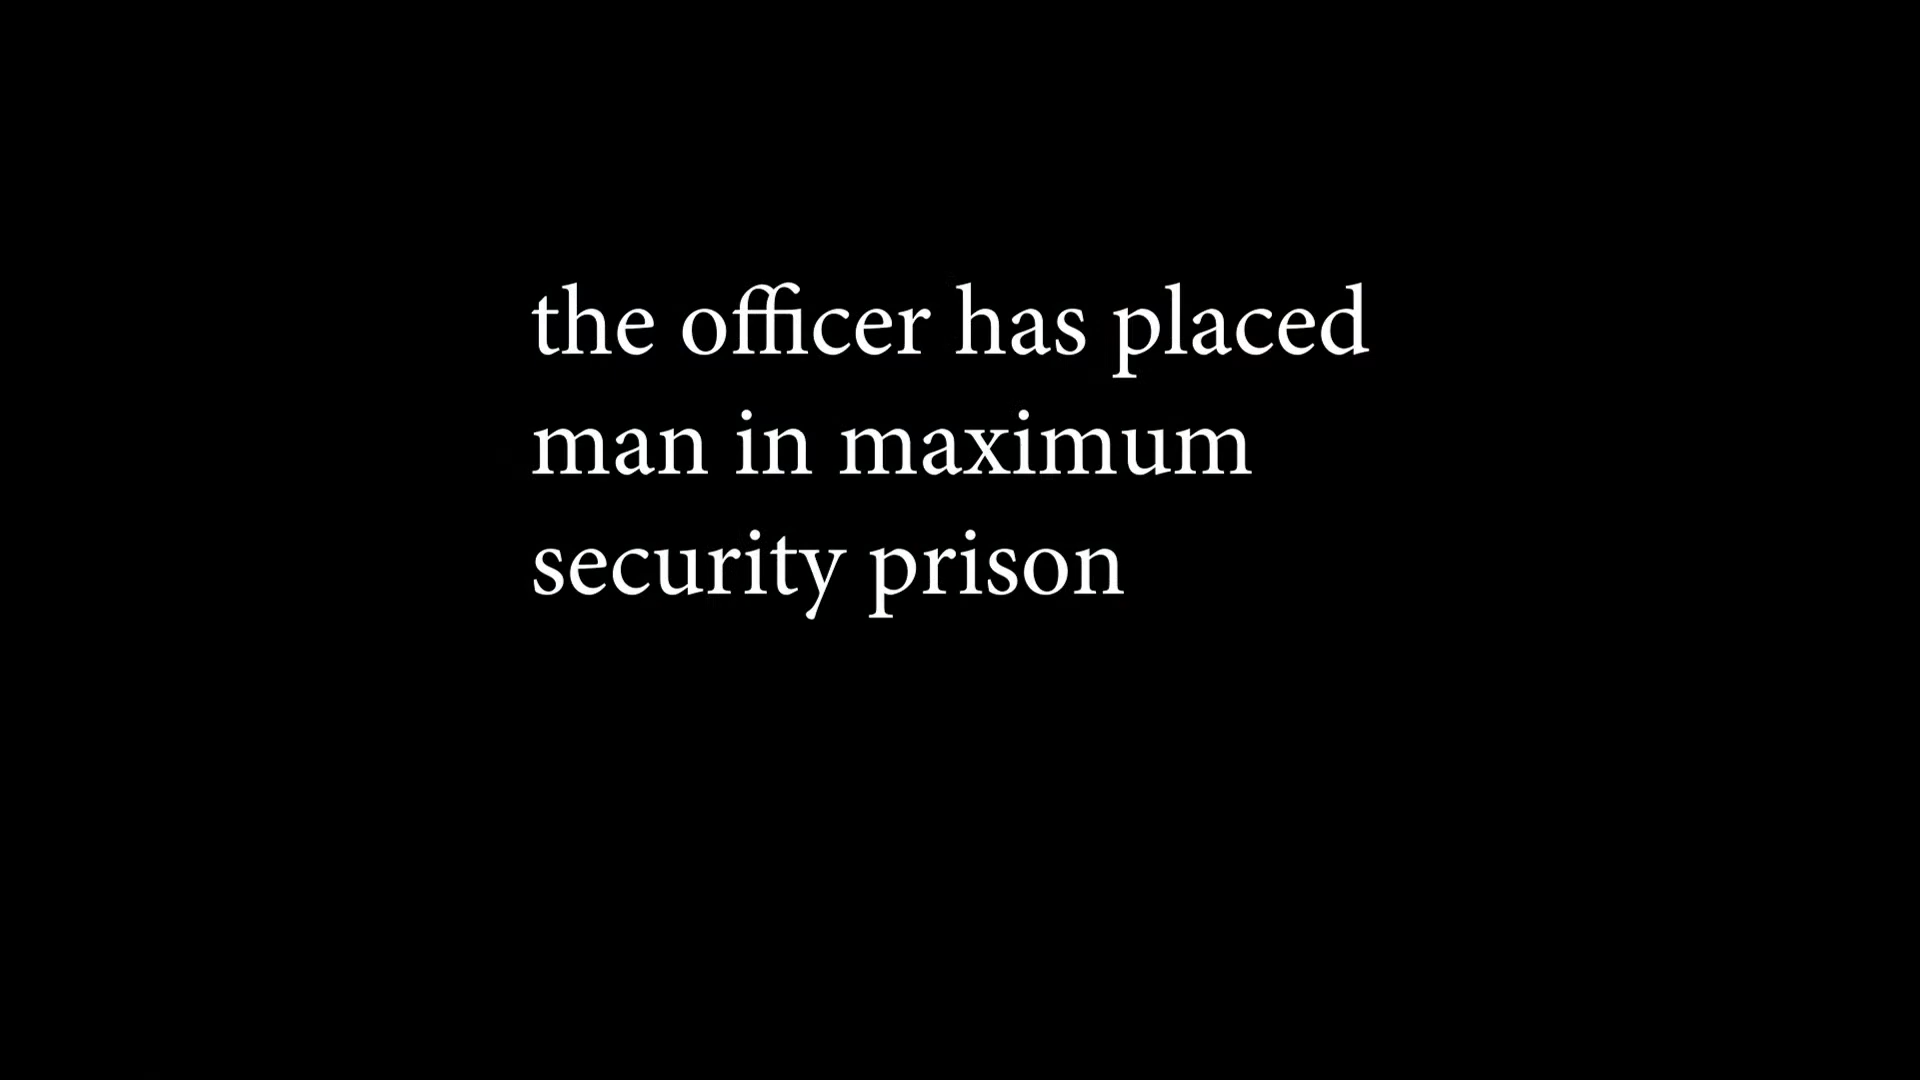 the officer has placed
man in maximum
security prison